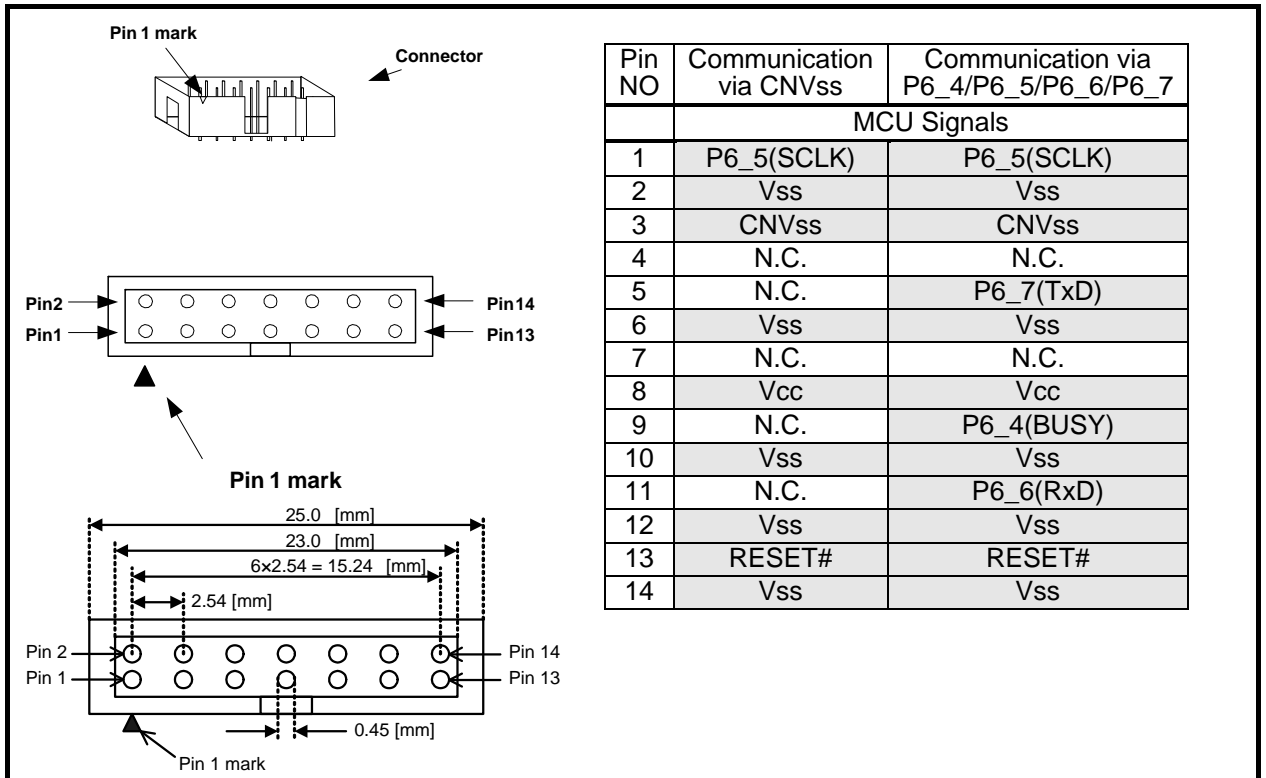 Pin 1 mark
Connector
Pin2
Pin1
Pin14
Pin13
Pin 1 mark
25.0 [mm]
23.0 [mm]
6×2.54 = 15.24 [mm]
2.54 [mm]
Pin 2
Pin 1
Pin 14
Pin 13
0.45 [mm]
Pin 1 mark
Pin NO Communication via CNVss Communication via P6_4/P6_5/P6_6/P6_7
MCU Signals
1 P6_5(SCLK) P6_5(SCLK)
2 Vss Vss
3 CNVss CNVss
4 N.C. N.C.
5 N.C. P6_7(TxD)
6 Vss Vss
7 N.C. N.C.
8 Vcc Vcc
9 N.C. P6_4(BUSY)
10 Vss Vss
11 N.C. P6_6(RxD)
12 Vss Vss
13 RESET# RESET#
14 Vss Vss